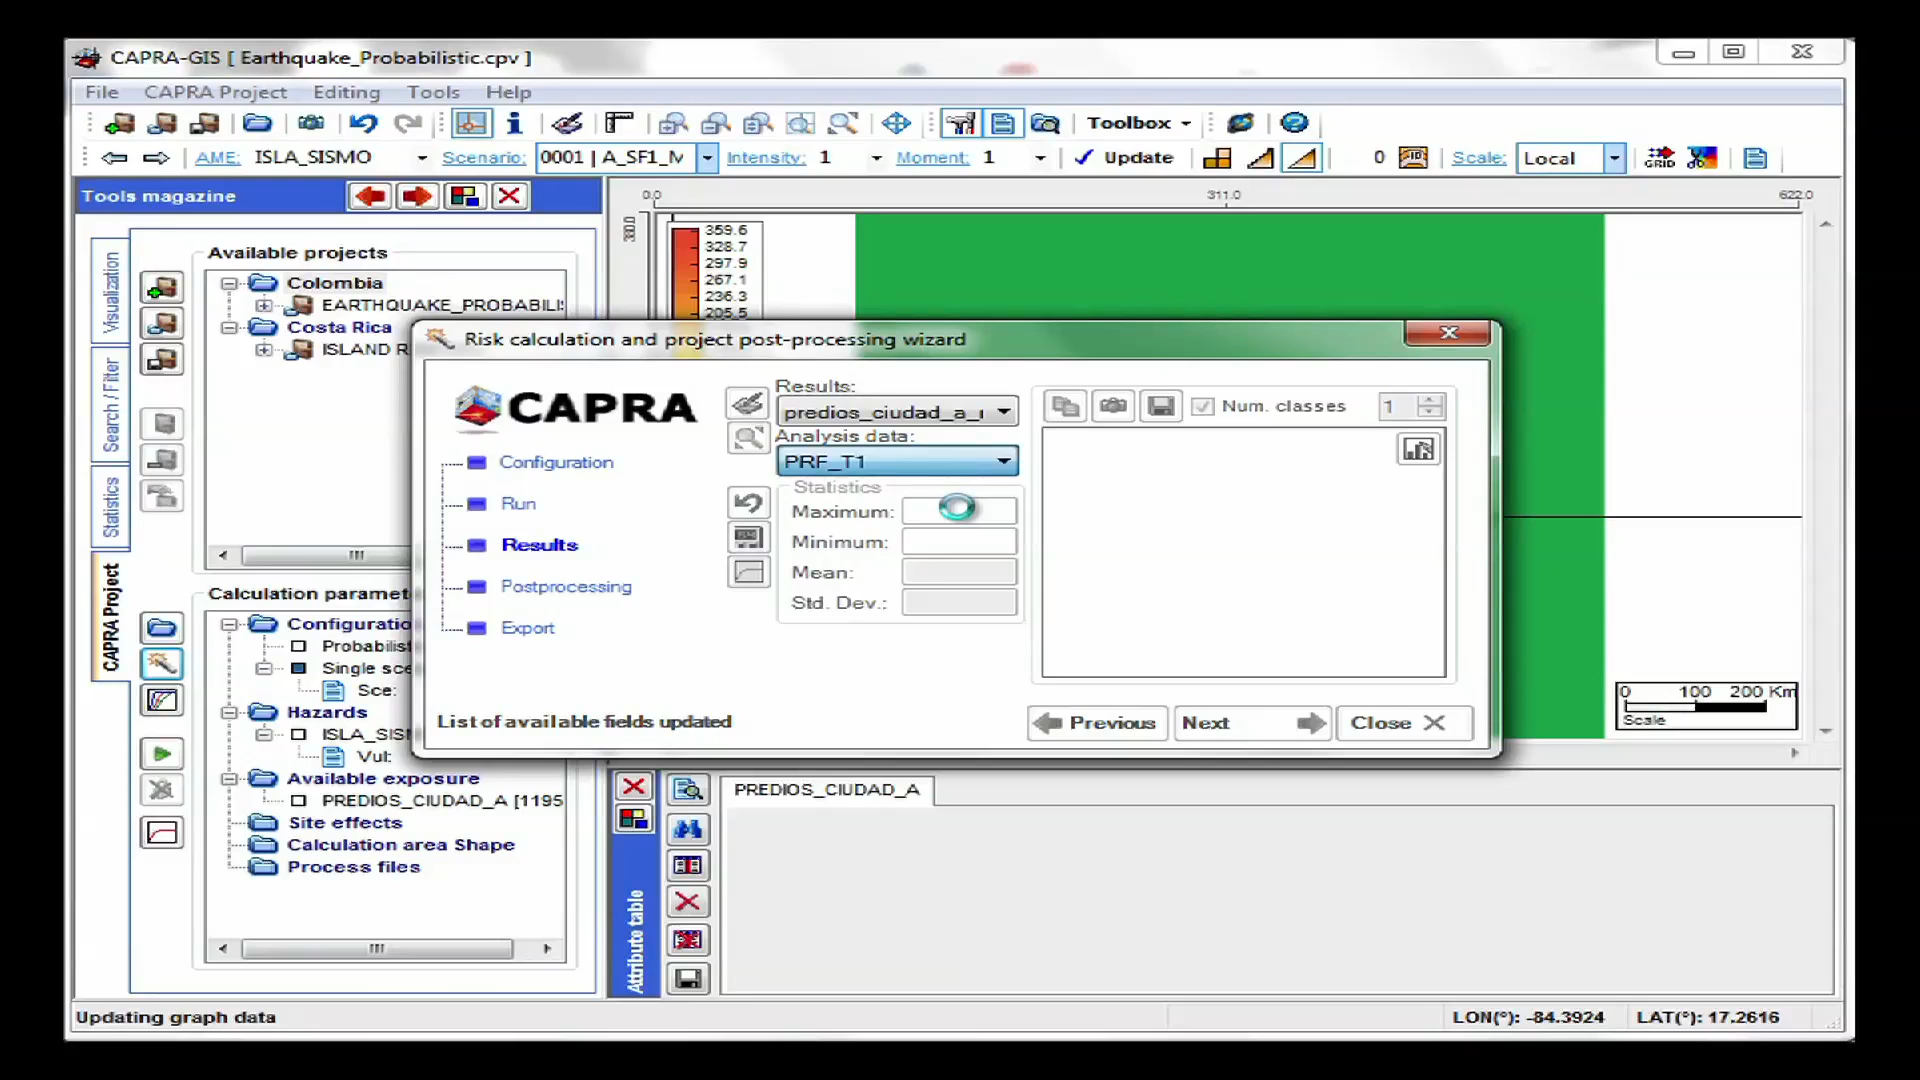 CAPRA-GIS [ Earthquake_Probabilistic.cpv ]
File CAPRA Project Editing Tools Help
Toolbox
AME: ISLA_SISMO Scenario: 0001 | A_SF1_M Intensity: 1 Moment: 1 Update 0 Scale: Local GRID
Tools magazine
0.0 311.0 622.0
Visualization
Search / Filter
Statistics
CAPRA Project
Available projects
Colombia
EARTHQUAKE_PROBABILI
Costa Rica
ISLAND R
359.6
328.7
297.9
267.1
236.3
205.5
Risk calculation and project post-processing wizard
CAPRA
Configuration
Run
Results
Postprocessing
Export
Results:
predios_ciudad_a_
Analysis data:
PRF_T1
Statistics
Maximum:
Minimum:
Mean:
Std. Dev.:
Num. classes 1
List of available fields updated
Previous Next Close
0 100 200 Km
Scale
Calculation paramet
Configuratio
Probabilist
Single sce
Sce:
Hazards
ISLA_SIS
Vul:
Available exposure
PREDIOS_CIUDAD_A [1195
Site effects
Calculation area Shape
Process files
Attribute table
PREDIOS_CIUDAD_A
Updating graph data
LON(°): -84.3924 LAT(°): 17.2616